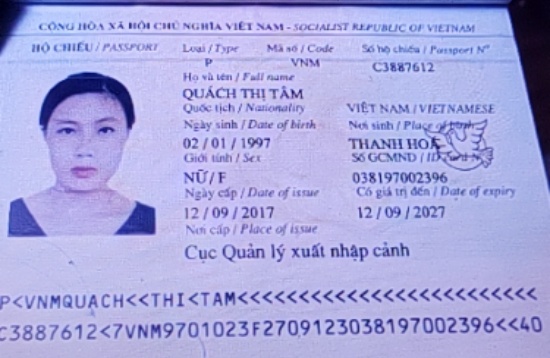 CỘNG HÒA XÃ HỘI CHỦ NGHĨA VIỆT NAM - SOCIALIST REPUBLIC OF VIETNAM
HỘ CHIẾU / PASSPORT Loại / Type Mã số / Code Số hộ chiếu / Passport Nº
P VNM C3887612
Họ và tên / Full name
QUÁCH THỊ TÂM
Quốc tịch / Nationality VIỆT NAM / VIETNAMESE
Ngày sinh / Date of birth Nơi sinh / Place of birth
02 / 01 / 1997 THANH HOÁ
Giới tính / Sex Số GCMND / ID Card Nº
NỮ / F 038197002396
Ngày cấp / Date of issue Có giá trị đến / Date of expiry
12 / 09 / 2017 12 / 09 / 2027
Nơi cấp / Place of issue
Cục Quản lý xuất nhập cảnh
P<VNMQUACH<<THI<TAM<<<<<<<<<<<<<<<<<<<<<<<<<
C3887612<7VNM9701023F2709123038197002396<<40